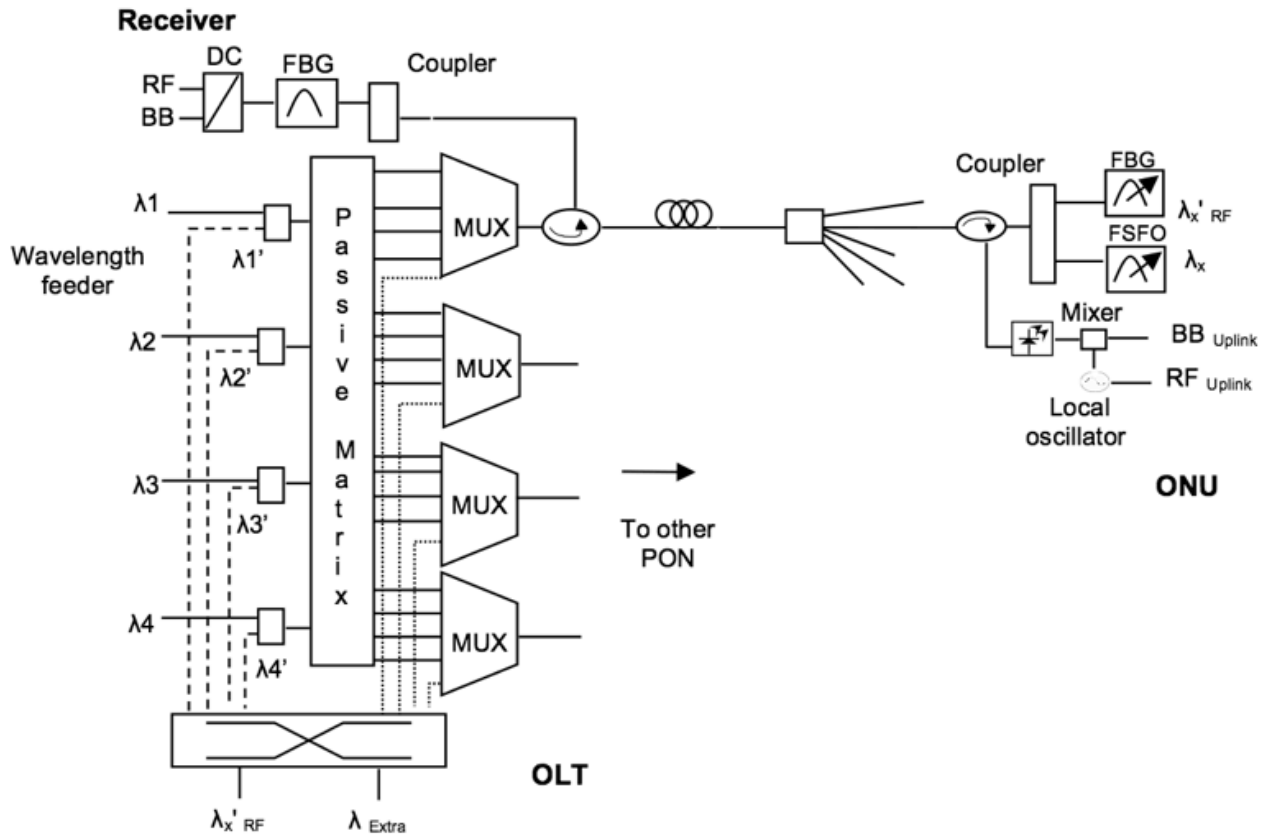 Receiver
DC
FBG
Coupler
RF
BB
λ1
λ1’
Wavelength
feeder
λ2
λ2’
λ3
λ3’
λ4
λ4’
P
a
s
s
i
v
e
M
a
t
r
i
x
MUX
MUX
MUX
MUX
To other
PON
Coupler
FBG
λx' RF
FSFO
λx
Mixer
BB Uplink
RF Uplink
Local
oscillator
ONU
OLT
λx' RF
λ Extra